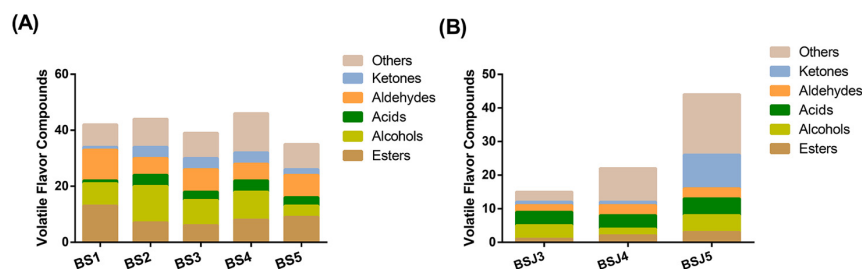 (A)
Volatile Flavor Compounds
60
40
20
0
BS1
BS2
BS3
BS4
BS5
Others
Ketones
Aldehydes
Acids
Alcohols
Esters
(B)
Volatile Flavor Compounds
50
40
30
20
10
0
BSJ3
BSJ4
BSJ5
Others
Ketones
Aldehydes
Acids
Alcohols
Esters